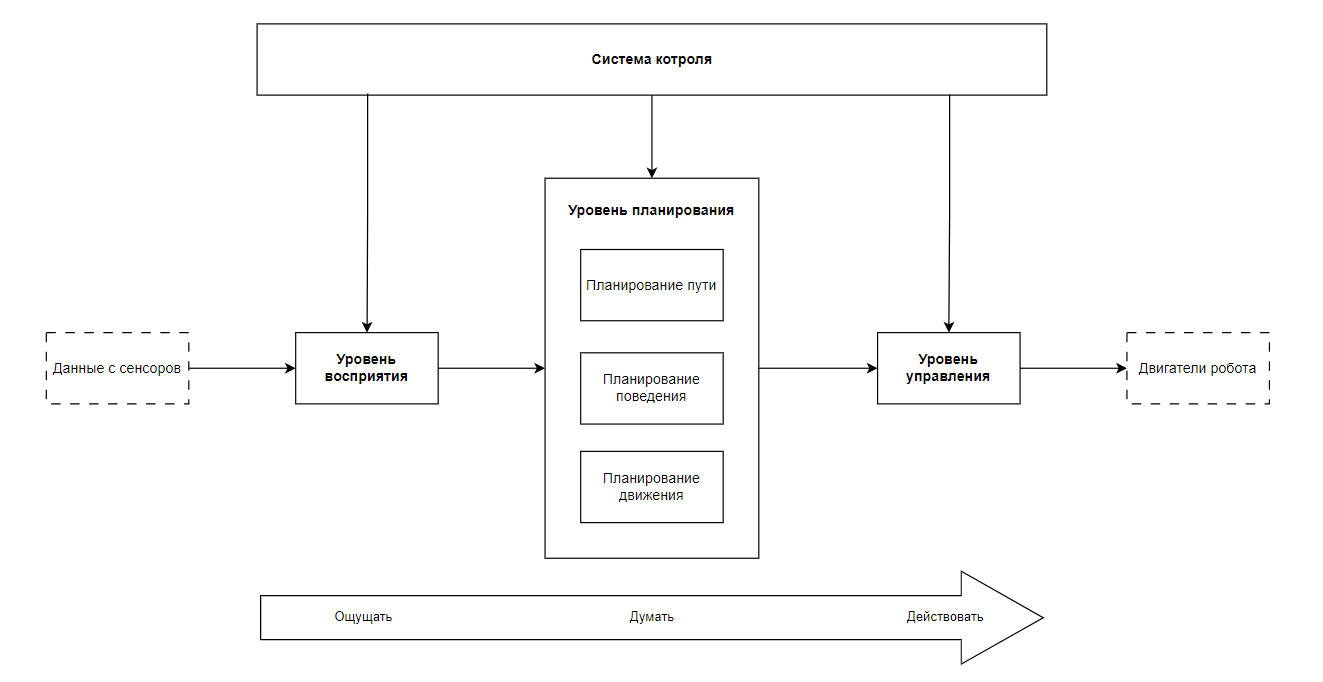 Система котроля
Уровень планирования
Планирование пути
Данные с сенсоров
Уровень
восприятия
Планирование
поведения
Уровень
управления
Двигатели робота
Планирование
движения
Ощущать
Думать
Действовать